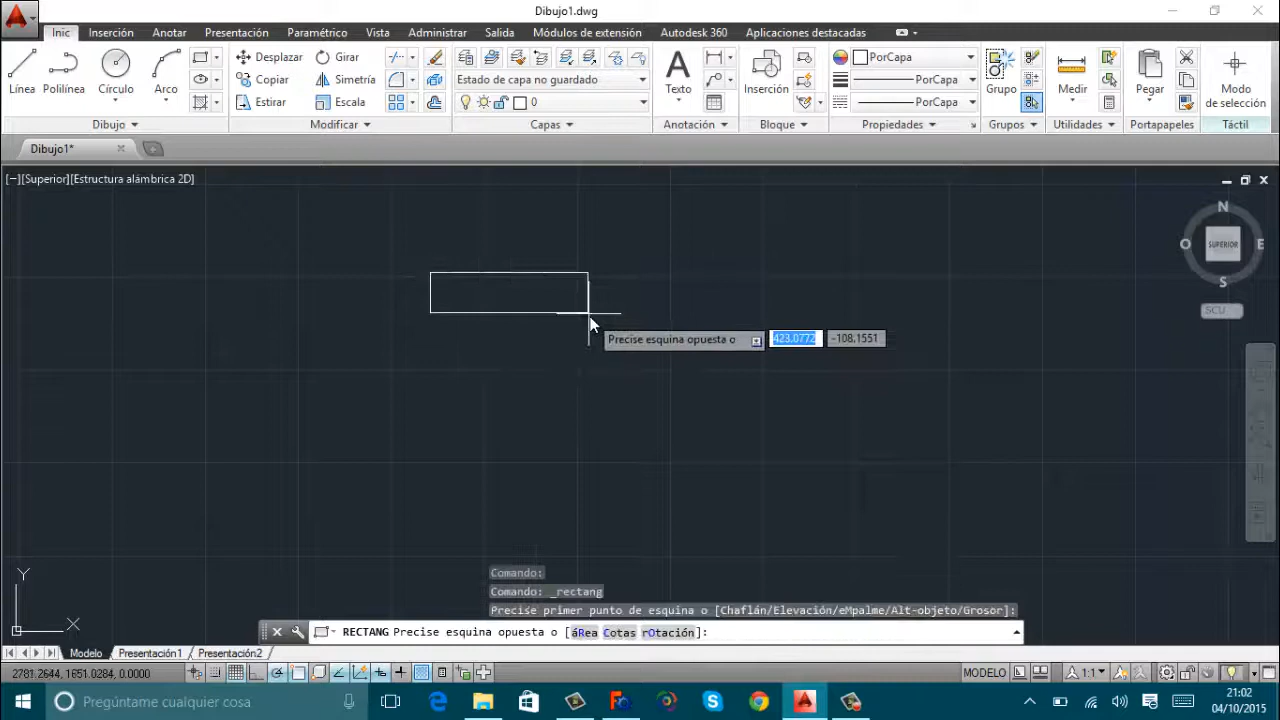 Dibujo1.dwg
Inic Inserción Anotar Presentación Paramétrico Vista Administrar Salida Módulos de extensión Autodesk 360 Aplicaciones destacadas
Desplazar Girar
Estado de capa no guardado
PorCapa
Línea Polilínea Círculo Arco
Copiar Simetría
Texto
Inserción
PorCapa
Grupo
Medir
Pegar
Modo
de selección
Estirar Escala
0
PorCapa
Dibujo Modificar Capas Anotación Bloque Propiedades Grupos Utilidades Portapapeles Táctil
Dibujo1*
[−][Superior][Estructura alámbrica 2D]
N
O SUPERIOR E
S
SCU
Precise esquina opuesta o 423.0772 -108.1551
Y
X
Comando:
Comando: _rectang
Precise primer punto de esquina o [Chaflán/Elevación/eMpalme/Alt-objeto/Grosor]:
RECTANG Precise esquina opuesta o [áRea Cotas rOtación]:
Modelo Presentación1 Presentación2
2781.2644, 1651.0284, 0.0000 MODELO 1:1
Pregúntame cualquier cosa
21:02
04/10/2015